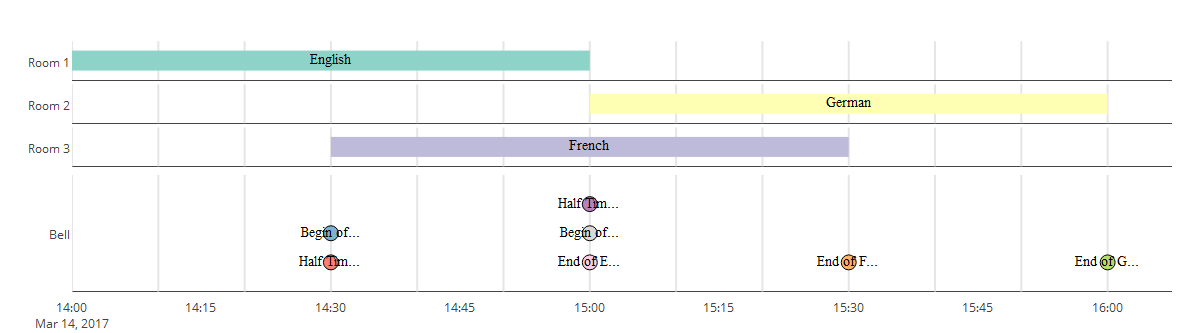 Room 1
English
Room 2
German
Room 3
French
Bell
Half Tim...
Begin of... Begin of...
Half Tim... End of E... End of F... End of G...
14:00 14:15 14:30 14:45 15:00 15:15 15:30 15:45 16:00
Mar 14, 2017